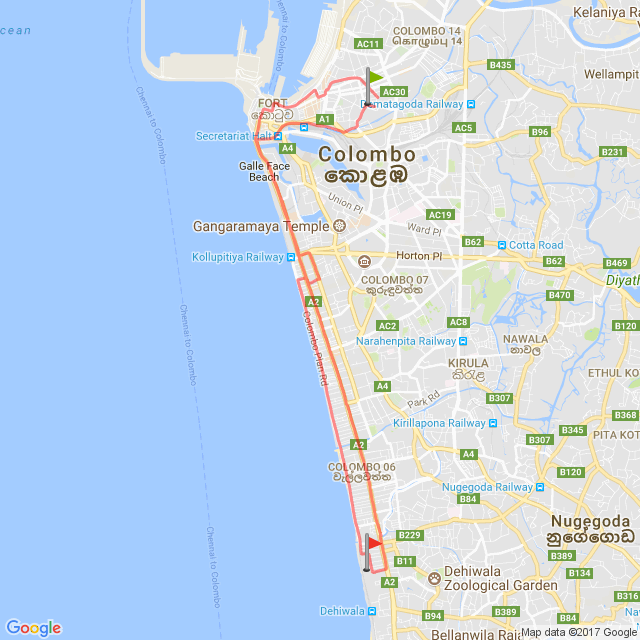 Kelaniya Railw
COLOMBO 14
கொழும்பு 14
ocean
AC11
Chennai to Colombo
B435
Wellampit
FORT
කොටුව
AC30
Dematagoda Railway
Chennai to Colombo
A1
AC5
B96
Secretariat Halt
A4
B231
Galle Face
Beach
Colombo
කොළඹ
Union Pl
AC19
Gangaramaya Temple
Ward Pl
B62
Cotta Road
Kollupitiya Railway
Horton Pl
B62
B469
COLOMBO 07
කුරුඳුවත්ත
Diyath
B470
A2
Chennai to Colombo
Colombo Plan Rd
AC2
AC8
B120
Narahenpita Railway
NAWALA
නාවල
KIRULA
කිරුළ
ETHUL KO
A4
B307
Park Rd
Kirillapona Railway
B345
A2
B307
PITA KOT
A4
COLOMBO 06
වැල්ලවත්ත
B120
Nugegoda Railway
B84
Nugegoda
නුගේගොඩ
B229
Chennai to Colombo
B11
B389
Dehiwala
Zoological Garden
A2
B134
B316
Dehiwala
B94
B389
B84
Google
Map data ©2017 Google
Bellanwila Raja